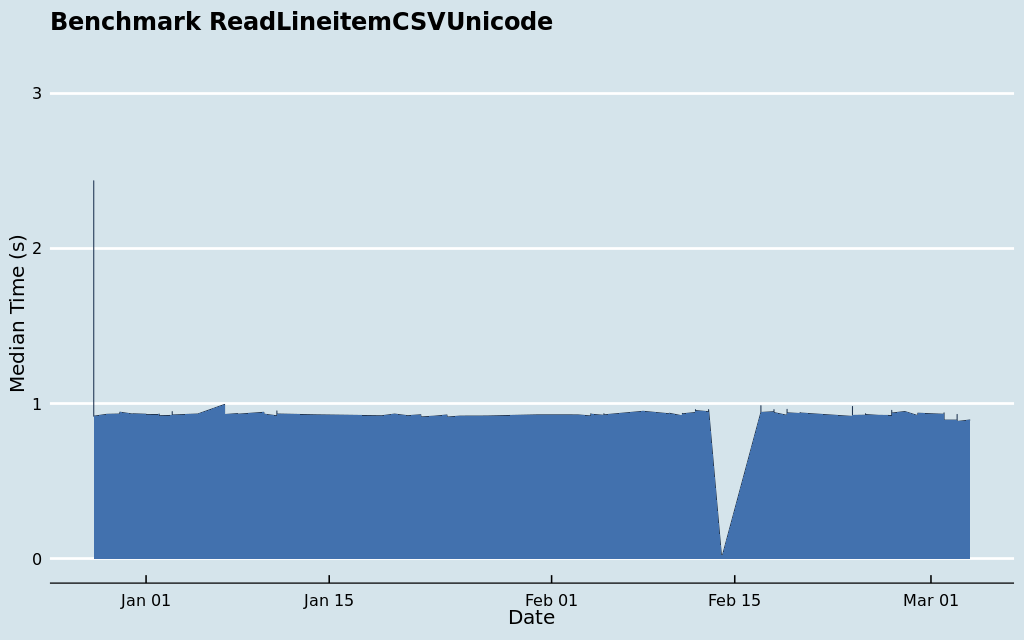 Benchmark ReadLineitemCSVUnicode
Median Time (s)
3
2
1
0
Jan 01
Jan 15
Feb 01
Feb 15
Mar 01
Date